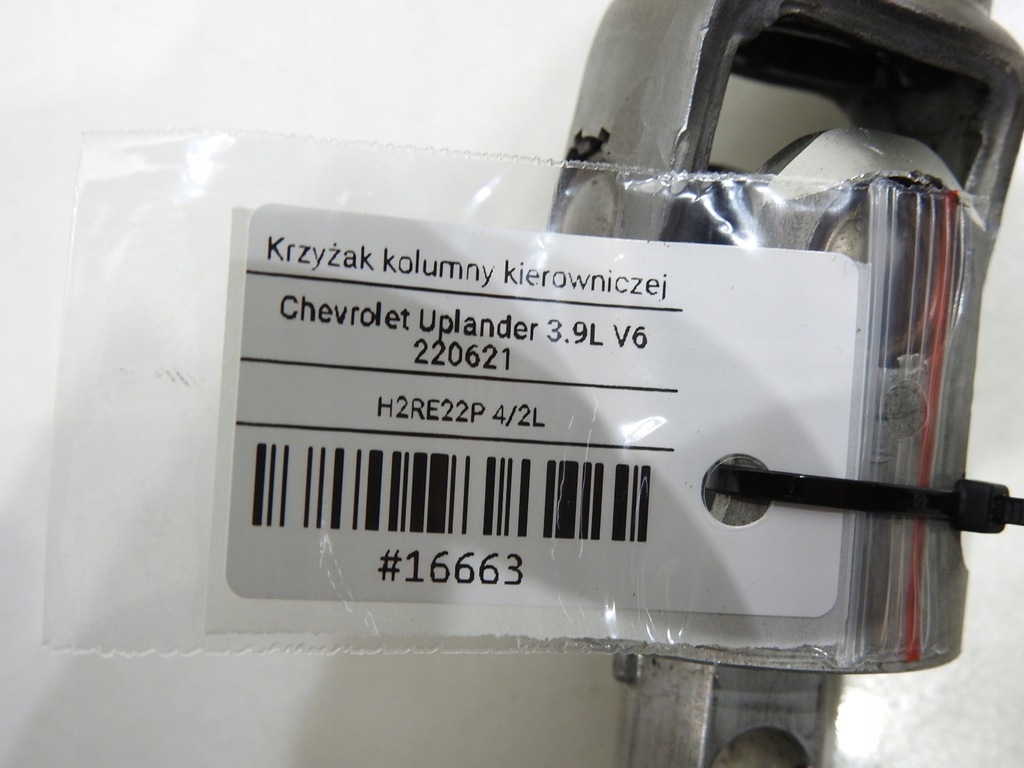 Krzyżak kolumny kierowniczej
Chevrolet Uplander 3.9L V6
220621
H2RE22P 4/2L
#16663